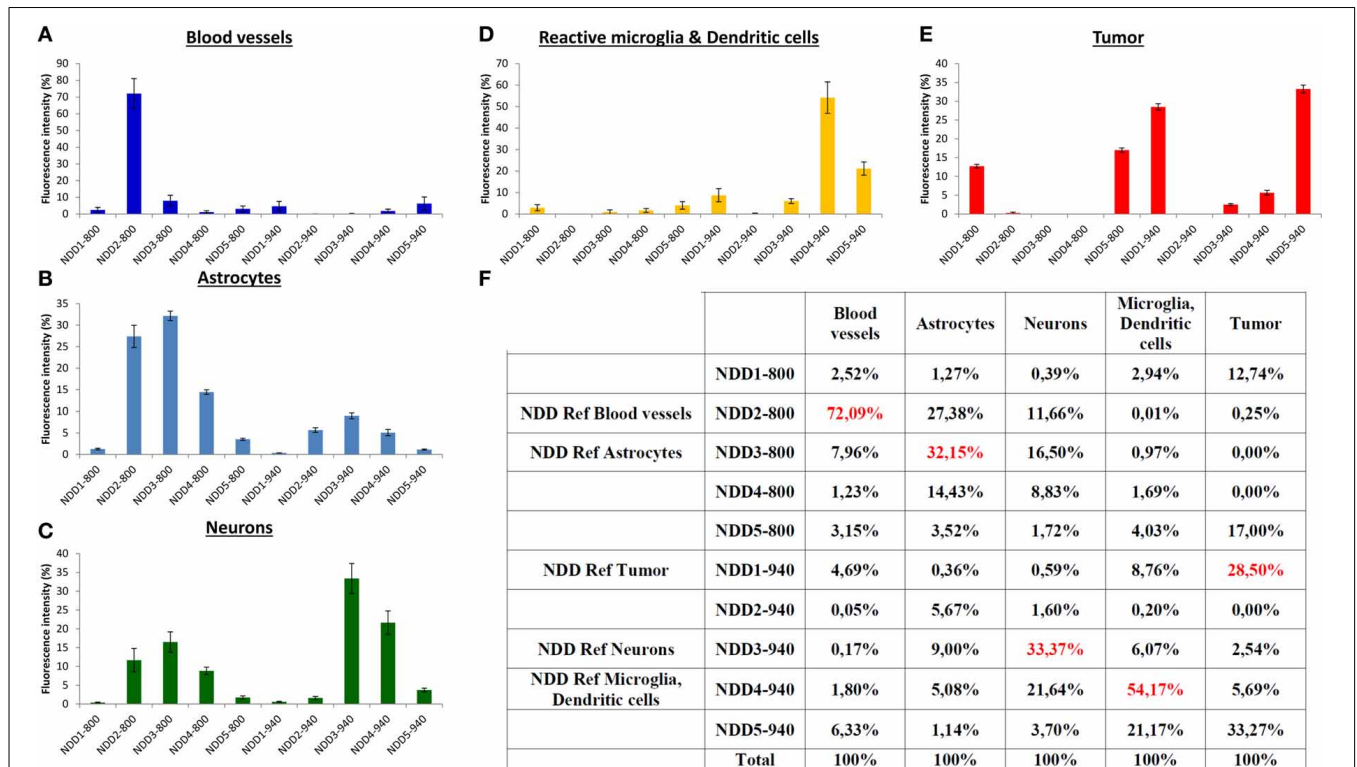 A
Blood vessels
Fluorescence intensity (%)
90
80
70
60
50
40
30
20
10
0
NDD1-800
NDD2-800
NDD3-800
NDD4-800
NDD5-800
NDD1-940
NDD2-940
NDD3-940
NDD4-940
NDD5-940
B
Astrocytes
Fluorescence intensity (%)
35
30
25
20
15
10
5
0
NDD1-800
NDD2-800
NDD3-800
NDD4-800
NDD5-800
NDD1-940
NDD2-940
NDD3-940
NDD4-940
NDD5-940
C
Neurons
Fluorescence intensity (%)
40
35
30
25
20
15
10
5
0
NDD1-800
NDD2-800
NDD3-800
NDD4-800
NDD5-800
NDD1-940
NDD2-940
NDD3-940
NDD4-940
NDD5-940
D
Reactive microglia & Dendritic cells
Fluorescence intensity (%)
70
60
50
40
30
20
10
0
NDD1-800
NDD2-800
NDD3-800
NDD4-800
NDD5-800
NDD1-940
NDD2-940
NDD3-940
NDD4-940
NDD5-940
E
Tumor
Fluorescence intensity (%)
40
35
30
25
20
15
10
5
0
NDD1-800
NDD2-800
NDD3-800
NDD4-800
NDD5-800
NDD1-940
NDD2-940
NDD3-940
NDD4-940
NDD5-940
F
Blood vessels Astrocytes Neurons Microglia, Dendritic cells Tumor
NDD1-800 2,52% 1,27% 0,39% 2,94% 12,74%
NDD Ref Blood vessels NDD2-800 72,09% 27,38% 11,66% 0,01% 0,25%
NDD Ref Astrocytes NDD3-800 7,96% 32,15% 16,50% 0,97% 0,00%
NDD4-800 1,23% 14,43% 8,83% 1,69% 0,00%
NDD5-800 3,15% 3,52% 1,72% 4,03% 17,00%
NDD Ref Tumor NDD1-940 4,69% 0,36% 0,59% 8,76% 28,50%
NDD2-940 0,05% 5,67% 1,60% 0,20% 0,00%
NDD Ref Neurons NDD3-940 0,17% 9,00% 33,37% 6,07% 2,54%
NDD Ref Microglia, Dendritic cells NDD4-940 1,80% 5,08% 21,64% 54,17% 5,69%
NDD5-940 6,33% 1,14% 3,70% 21,17% 33,27%
Total 100% 100% 100% 100% 100%